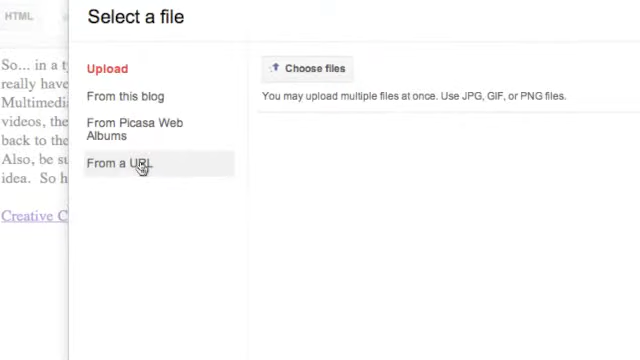 HTML
Select a file
So... in a
really have
Multimedia
videos, the
back to the
Also, be su
idea. So h
Creative C
Upload
From this blog
From Picasa Web
Albums
From a URL
Choose files
You may upload multiple files at once. Use JPG, GIF, or PNG files.